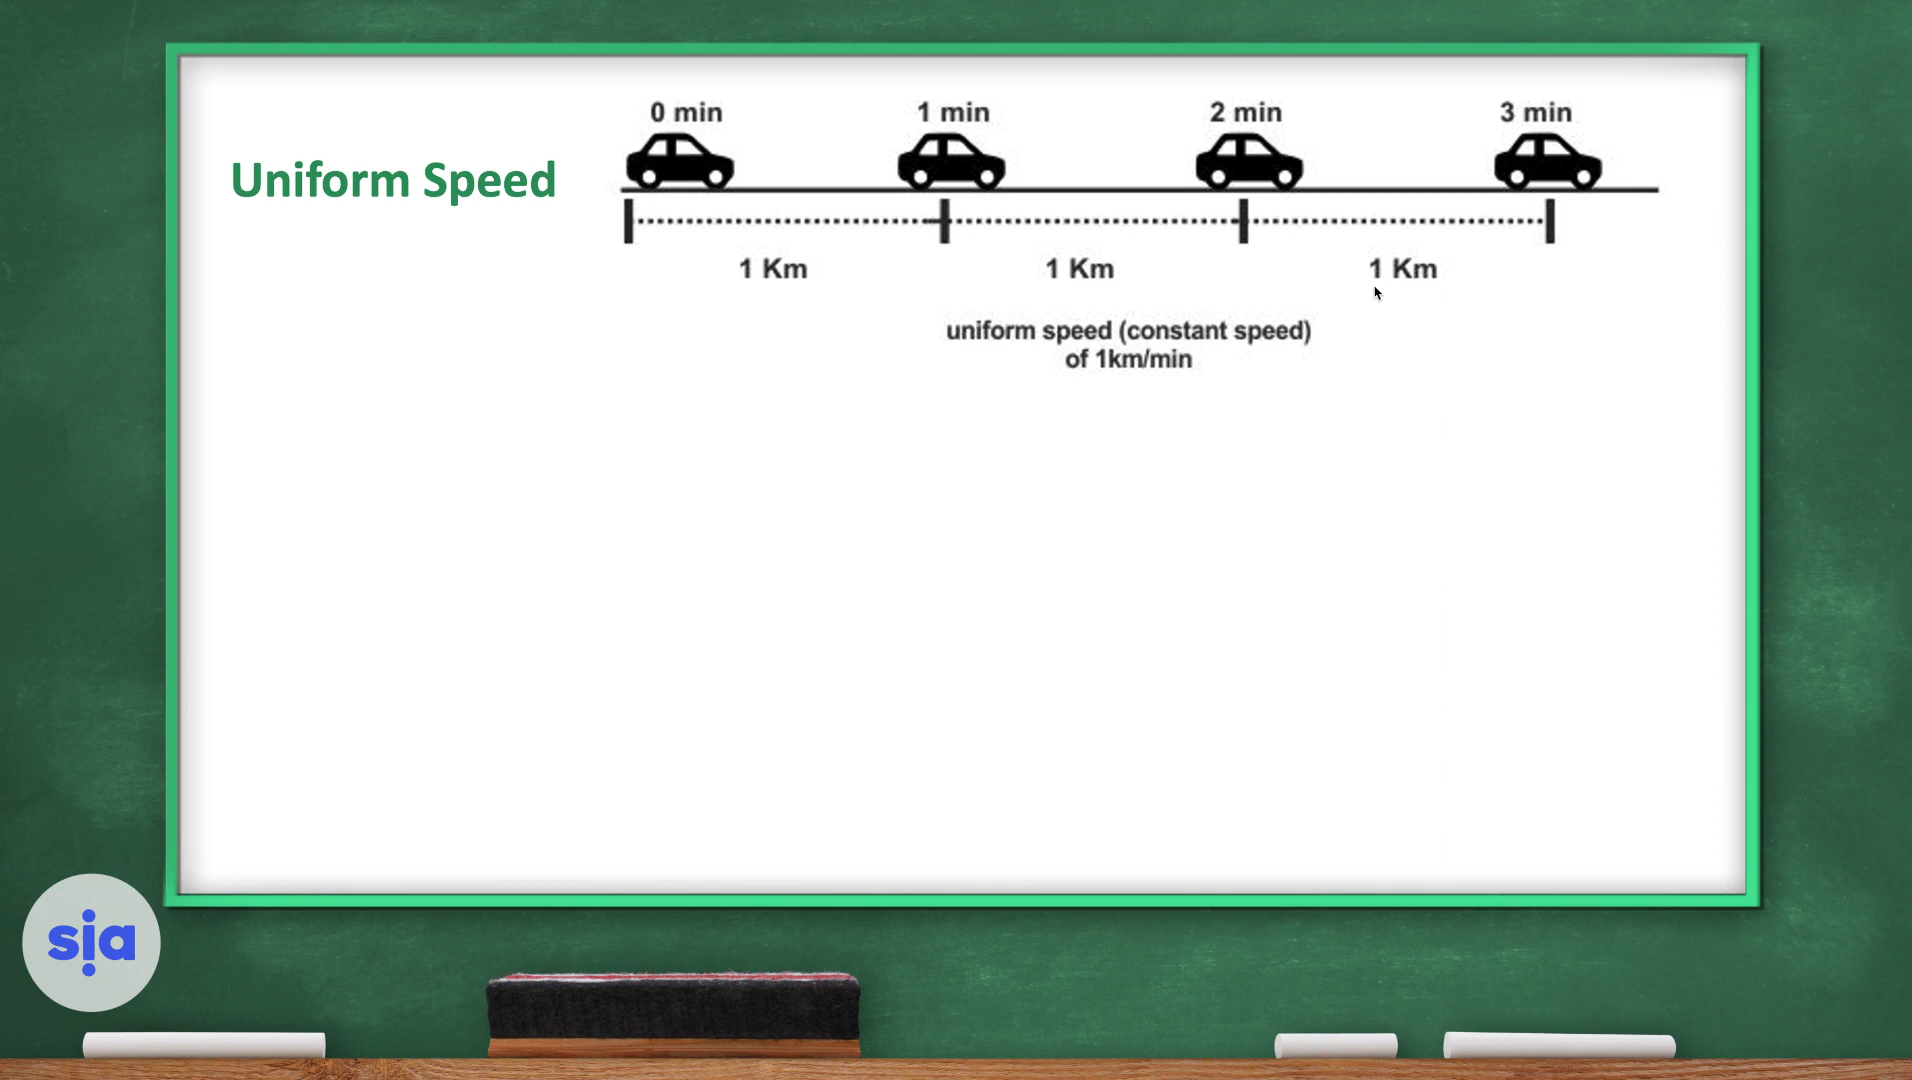 0 min 1 min 2 min 3 min
Uniform Speed
1 Km 1 Km 1 Km
uniform speed (constant speed)
of 1km/min
sia